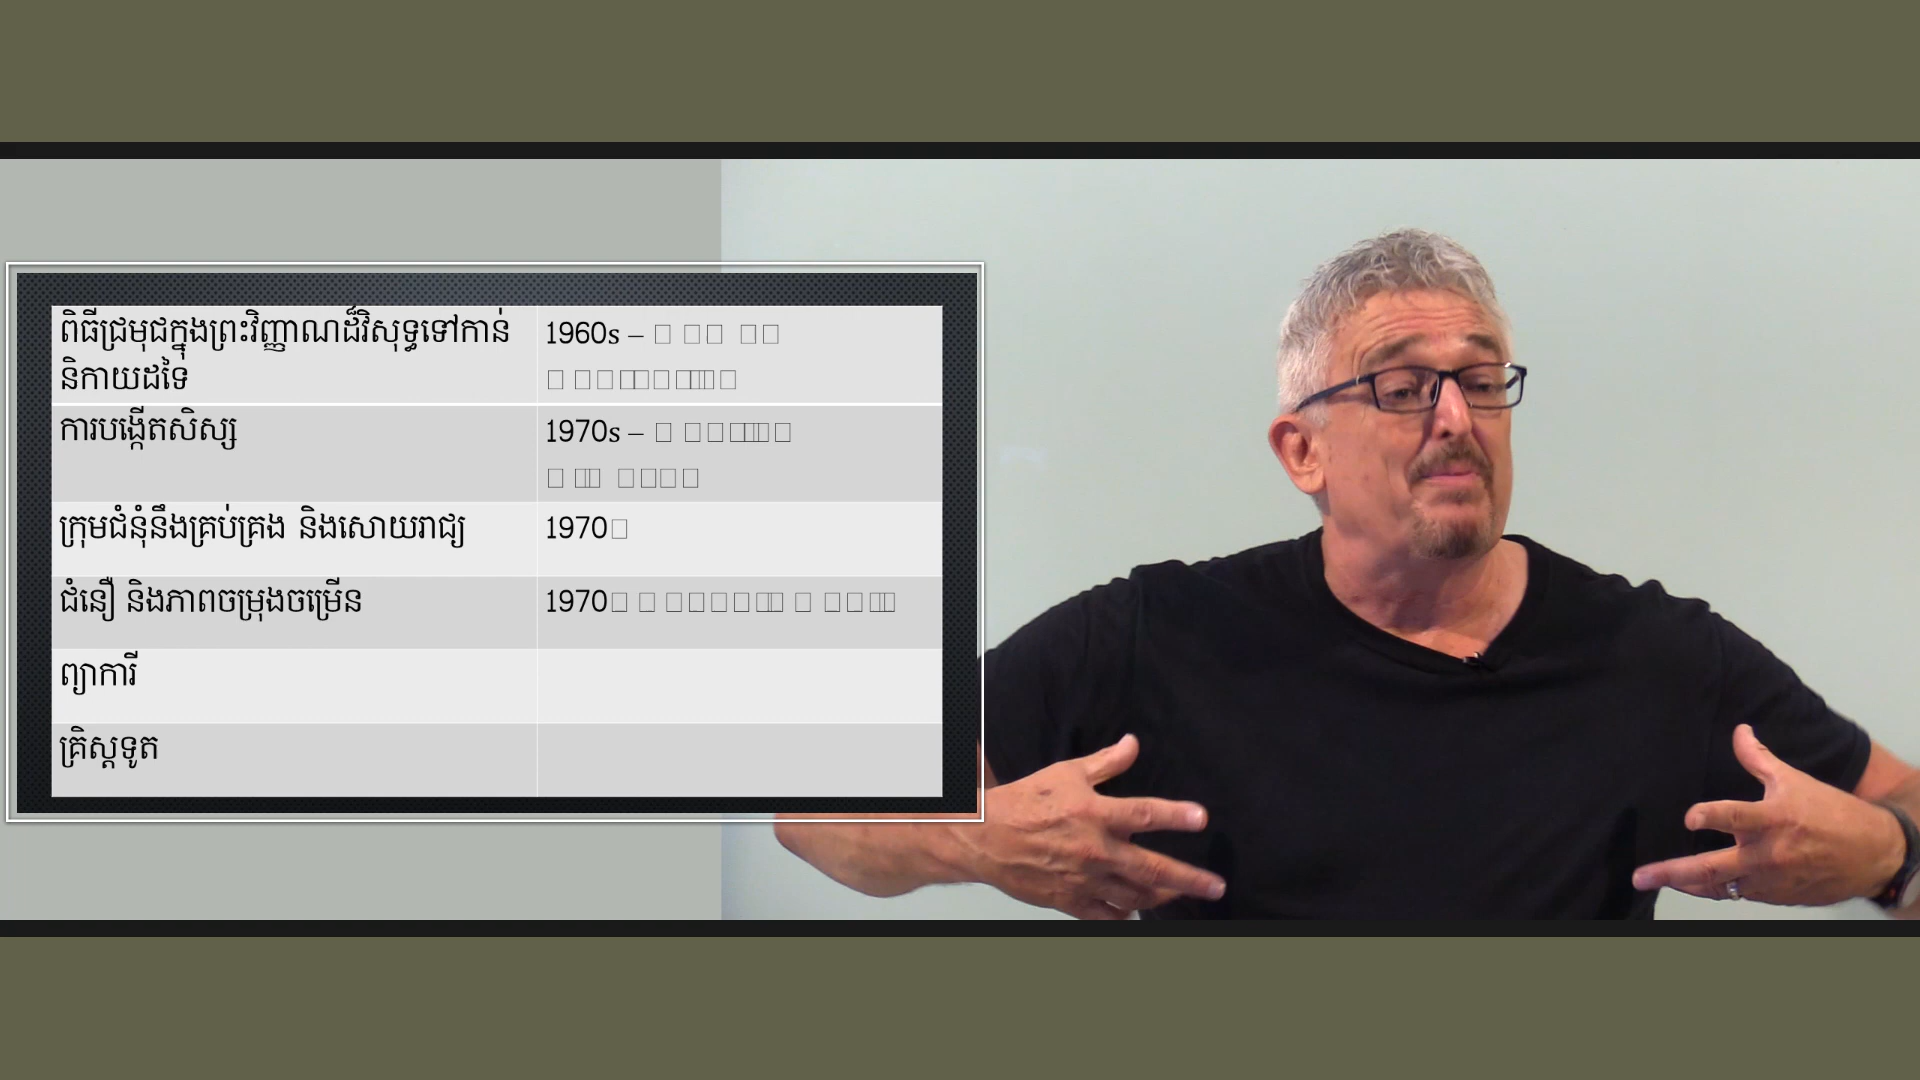 ពិធីជ្រមុជក្នុងព្រះវិញ្ញាណដ៏វិសុទ្ធទៅកាន់
និកាយដទៃ
1960s –
ការបង្កើតសិស្ស
1970s –
ក្រុមជំនុំនឹងគ្រប់គ្រង និងសោយរាជ្យ
1970
ជំនឿ និងភាពចម្រុងចម្រើន
1970
ព្យាការី
គ្រិស្តទូត